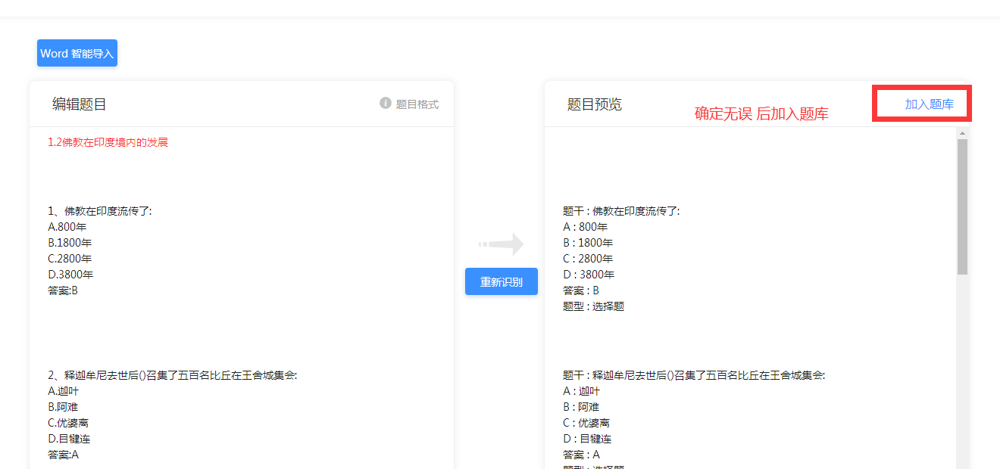 Word 智能导入
编辑题目
题目格式
1.2佛教在印度境内的发展
1、佛教在印度流传了:
A.800年
B.1800年
C.2800年
D.3800年
答案:B
2、释迦牟尼去世后()召集了五百名比丘在王舍城集会:
A.迦叶
B.阿难
C.优婆离
D.目犍连
答案:A
重新识别
题目预览
确定无误 后加入题库
加入题库
题干 : 佛教在印度流传了:
A : 800年
B : 1800年
C : 2800年
D : 3800年
答案 : B
题型 : 选择题
题干 : 释迦牟尼去世后()召集了五百名比丘在王舍城集会:
A : 迦叶
B : 阿难
C : 优婆离
D : 目犍连
答案 : A
题型 : 选择题